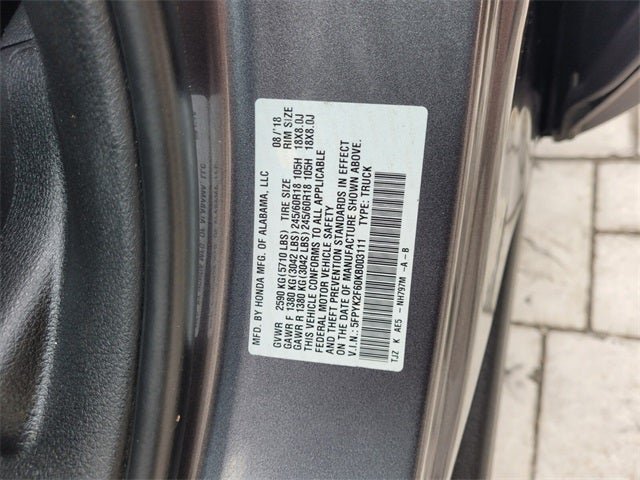 MFD. BY HONDA MFG. OF ALABAMA, LLC 08/'18
GVWR 2590 KG(5710 LBS) TIRE SIZE RIM SIZE
GAWR F 1380 KG(3042 LBS) 245/60R18 105H 18X8.0J
GAWR R 1380 KG(3042 LBS) 245/60R18 105H 18X8.0J
THIS VEHICLE CONFORMS TO ALL APPLICABLE
FEDERAL MOTOR VEHICLE SAFETY
AND THEFT PREVENTION STANDARDS IN EFFECT
ON THE DATE OF MANUFACTURE SHOWN ABOVE.
V.I.N.: 5FPYK2F60KB003111 TYPE: TRUCK
TJZ K AE5 -NH797M -A-B